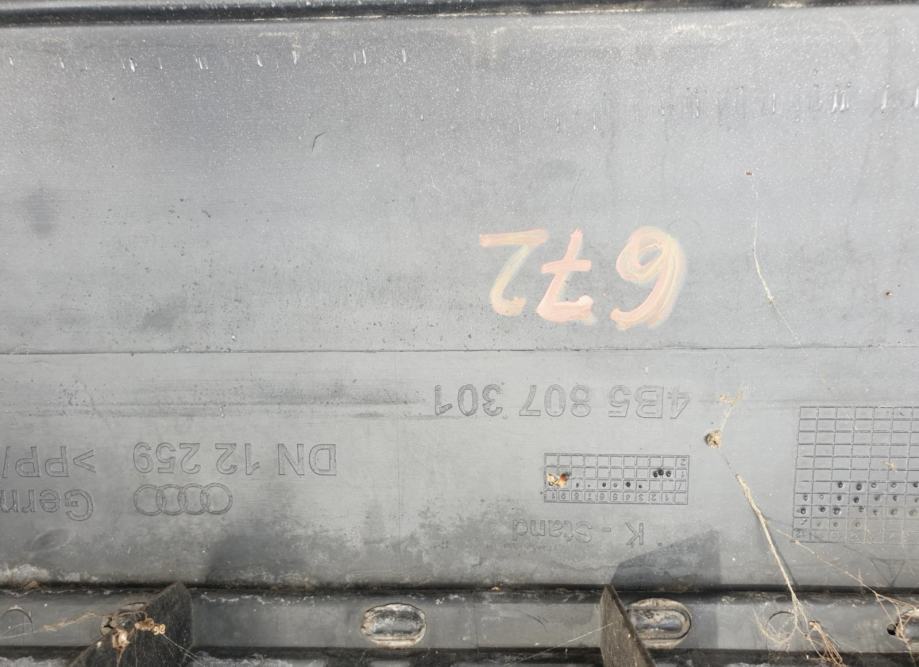 K - Stand
Germ
DN 12 259 >PP/
4B5 807 301
672